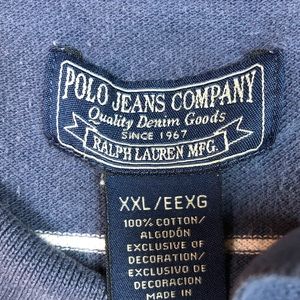 POLO JEANS COMPANY
Quality Denim Goods
SINCE 1967
RALPH LAUREN MFG.
XXL/EEXG
100% COTTON/
ALGODÓN
EXCLUSIVE OF
DECORATION/
EXCLUSIVO DE
DECORACION
MADE IN